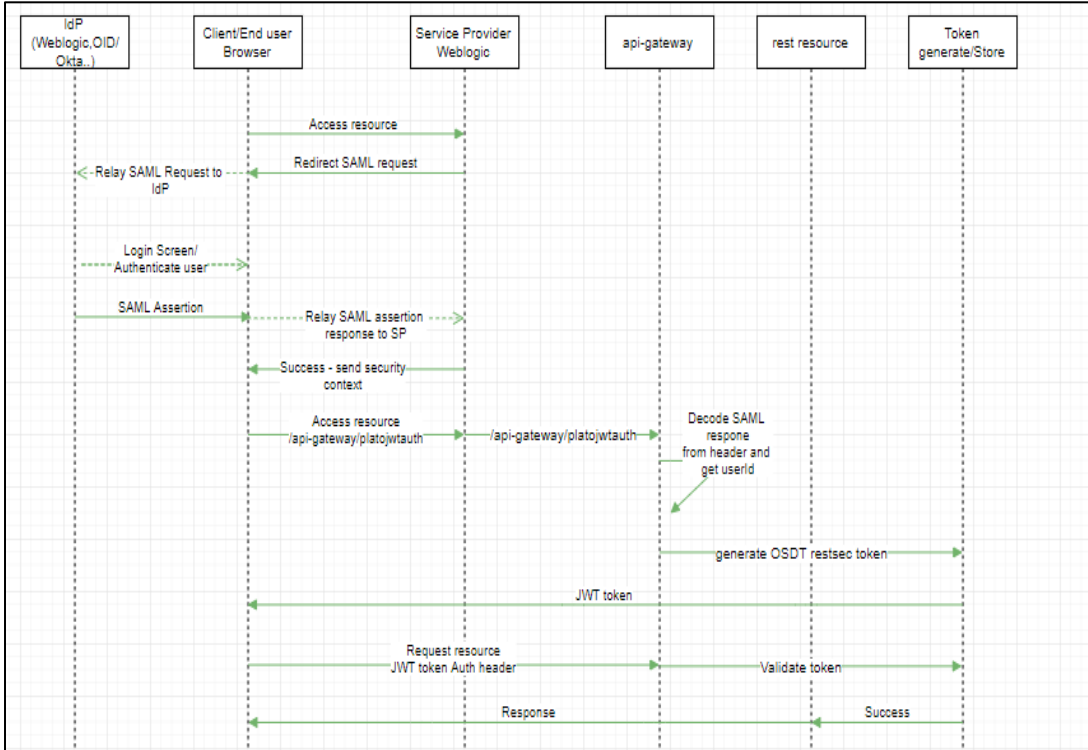 IdP
(Weblogic,OID/
Okta..)
Client/End user
Browser
Service Provider
Weblogic
api-gateway
rest resource
Token
generate/Store
Access resource
Redirect SAML request
Relay SAML Request to
IdP
Login Screen/
Authenticate user
SAML Assertion
Relay SAML assertion
response to SP
Success - send security
context
Access resource
/api-gateway/platojwtauth
/api-gateway/platojwtauth
Decode SAML
respone
from header and
get userId
generate OSDT restsec token
JWT token
Request resource
JWT token Auth header
Validate token
Response
Success